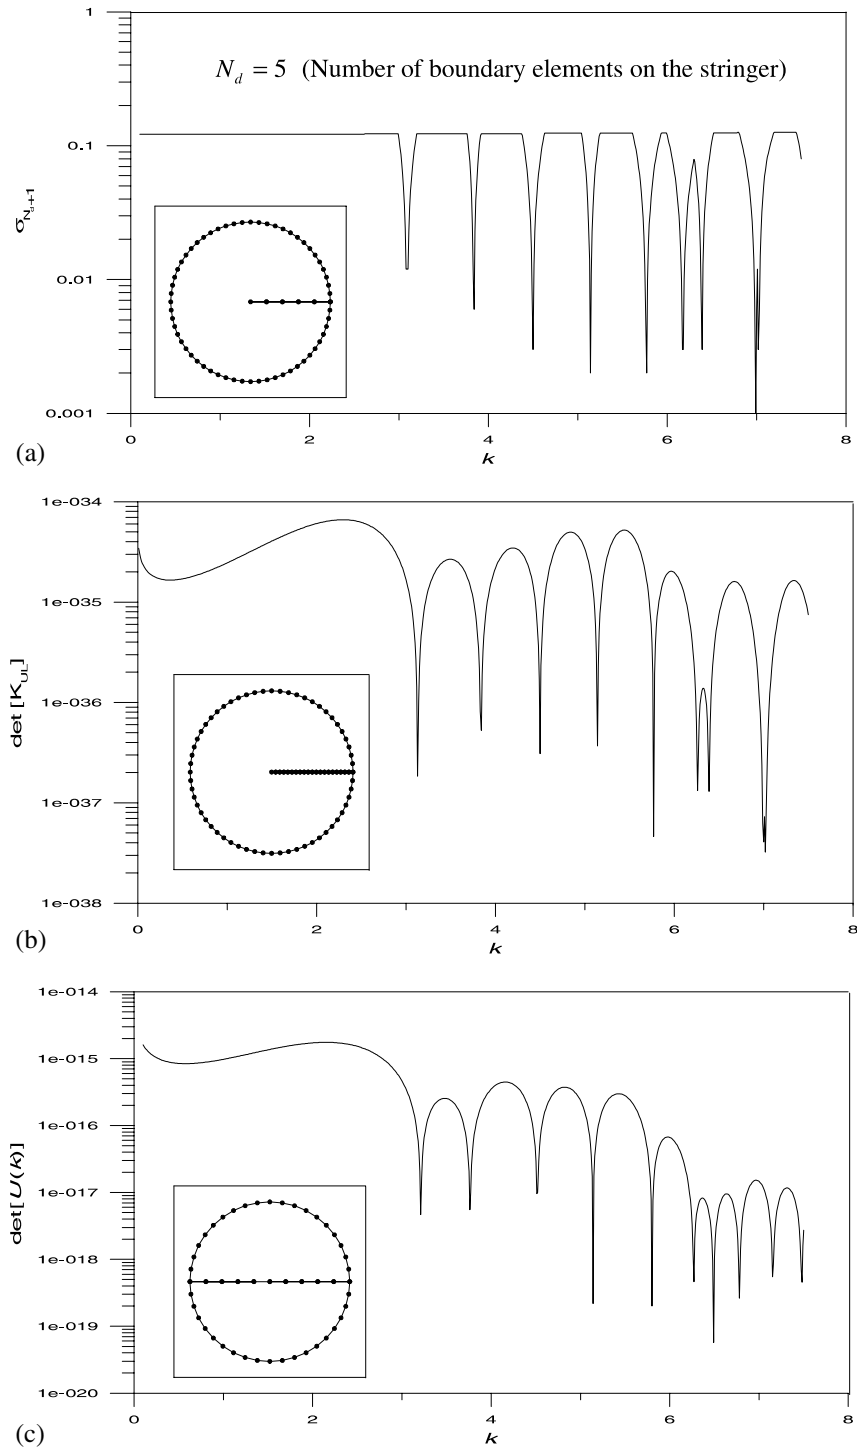 1
N_d = 5 (Number of boundary elements on the stringer)
0.1
σ_{N_d+1}
0.01
0.001
0 2 4 6 8
k
(a)
1e-034
1e-035
det [K_{UL}]
1e-036
1e-037
1e-038
0 2 4 6 8
k
(b)
1e-014
1e-015
1e-016
det[U(k)]
1e-017
1e-018
1e-019
1e-020
0 2 4 6 8
k
(c)